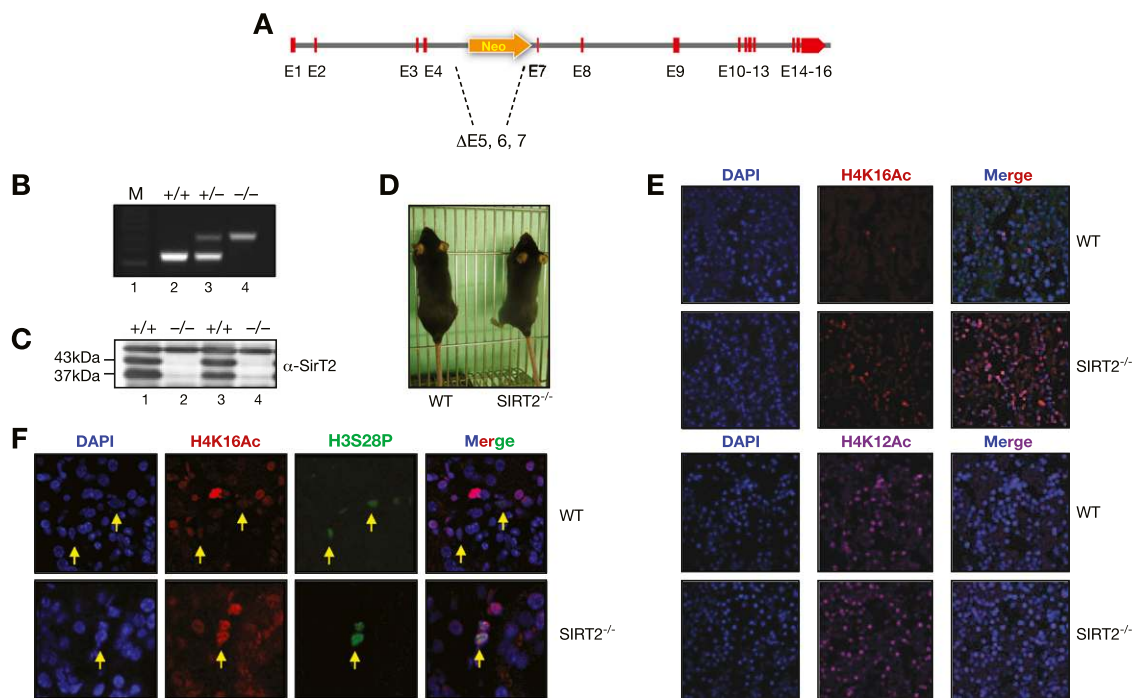 A
Neo
E1 E2 E3 E4 E7 E8 E9 E10-13 E14-16
ΔE5, 6, 7
B
M +/+ +/− −/−
1 2 3 4
C
+/+ −/− +/+ −/−
43kDa
37kDa
α-SirT2
1 2 3 4
D
WT SIRT2-/-
E
DAPI H4K16Ac Merge
WT
SIRT2-/-
DAPI H4K12Ac Merge
WT
SIRT2-/-
F
DAPI H4K16Ac H3S28P Merge
WT
SIRT2-/-